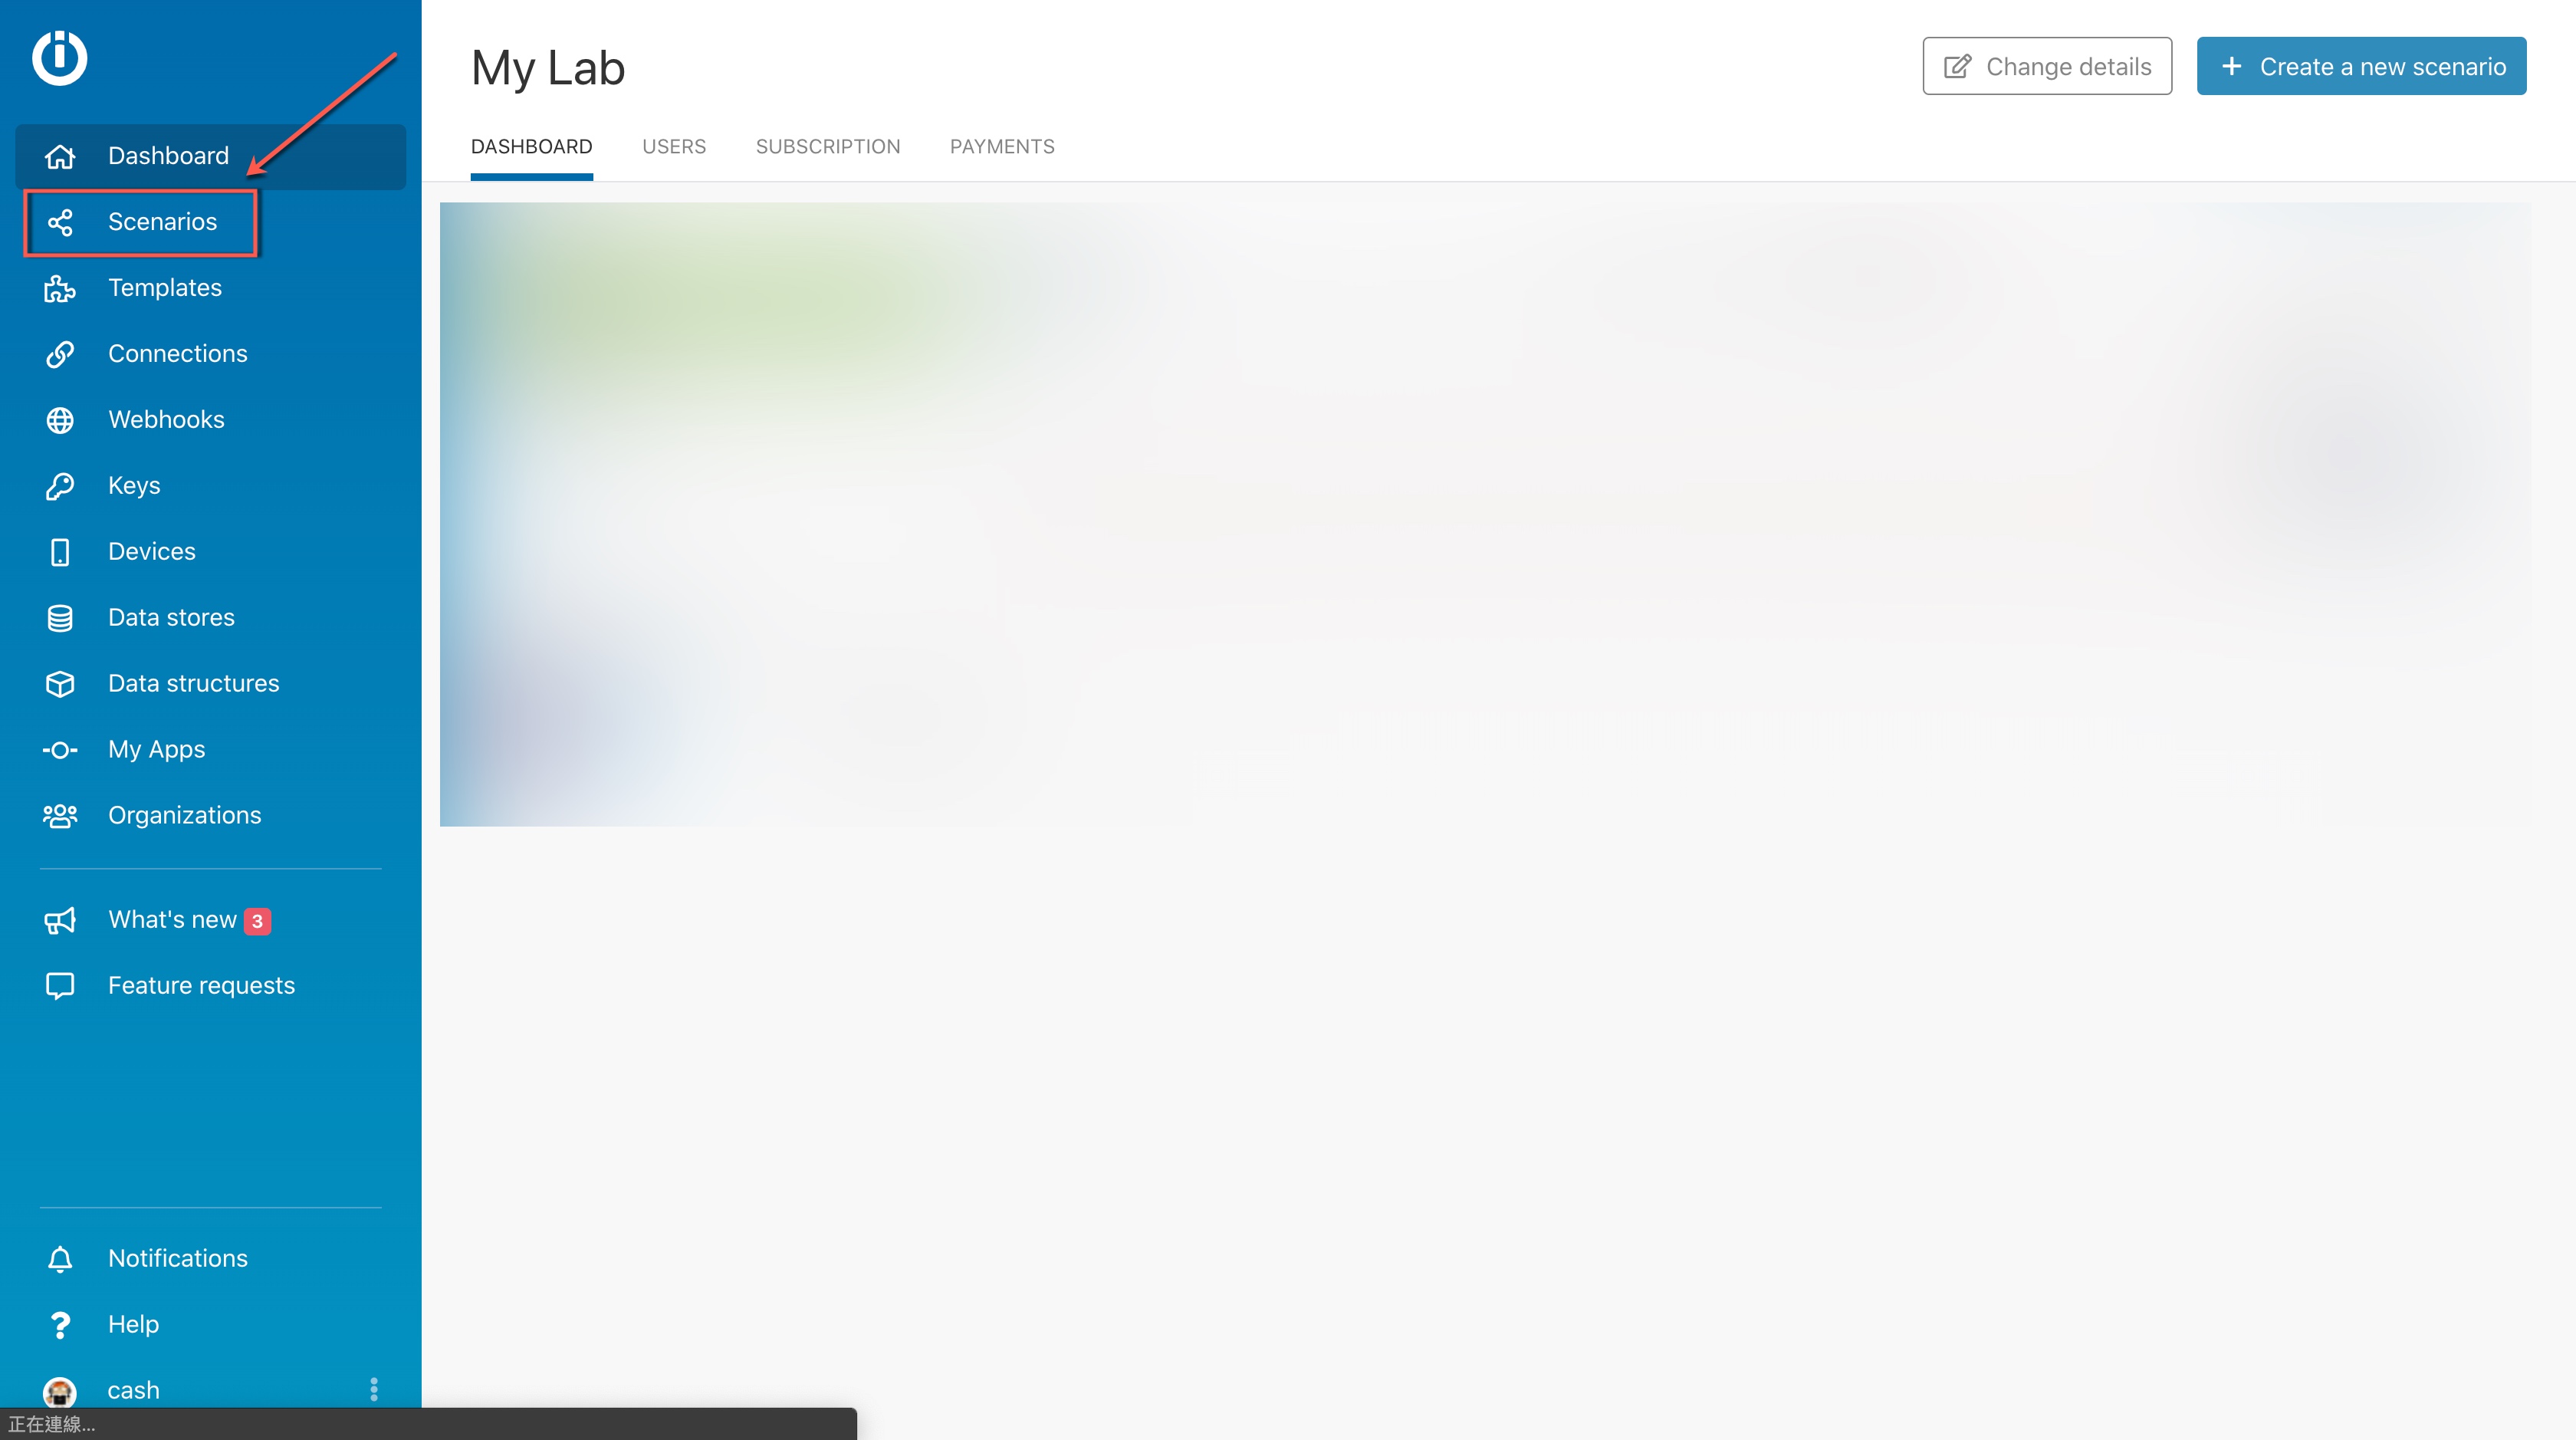 Dashboard
Scenarios
Templates
Connections
Webhooks
Keys
Devices
Data stores
Data structures
My Apps
Organizations
What's new 3
Feature requests
Notifications
Help
cash
正在連線...
My Lab
Change details
+ Create a new scenario
DASHBOARD USERS SUBSCRIPTION PAYMENTS